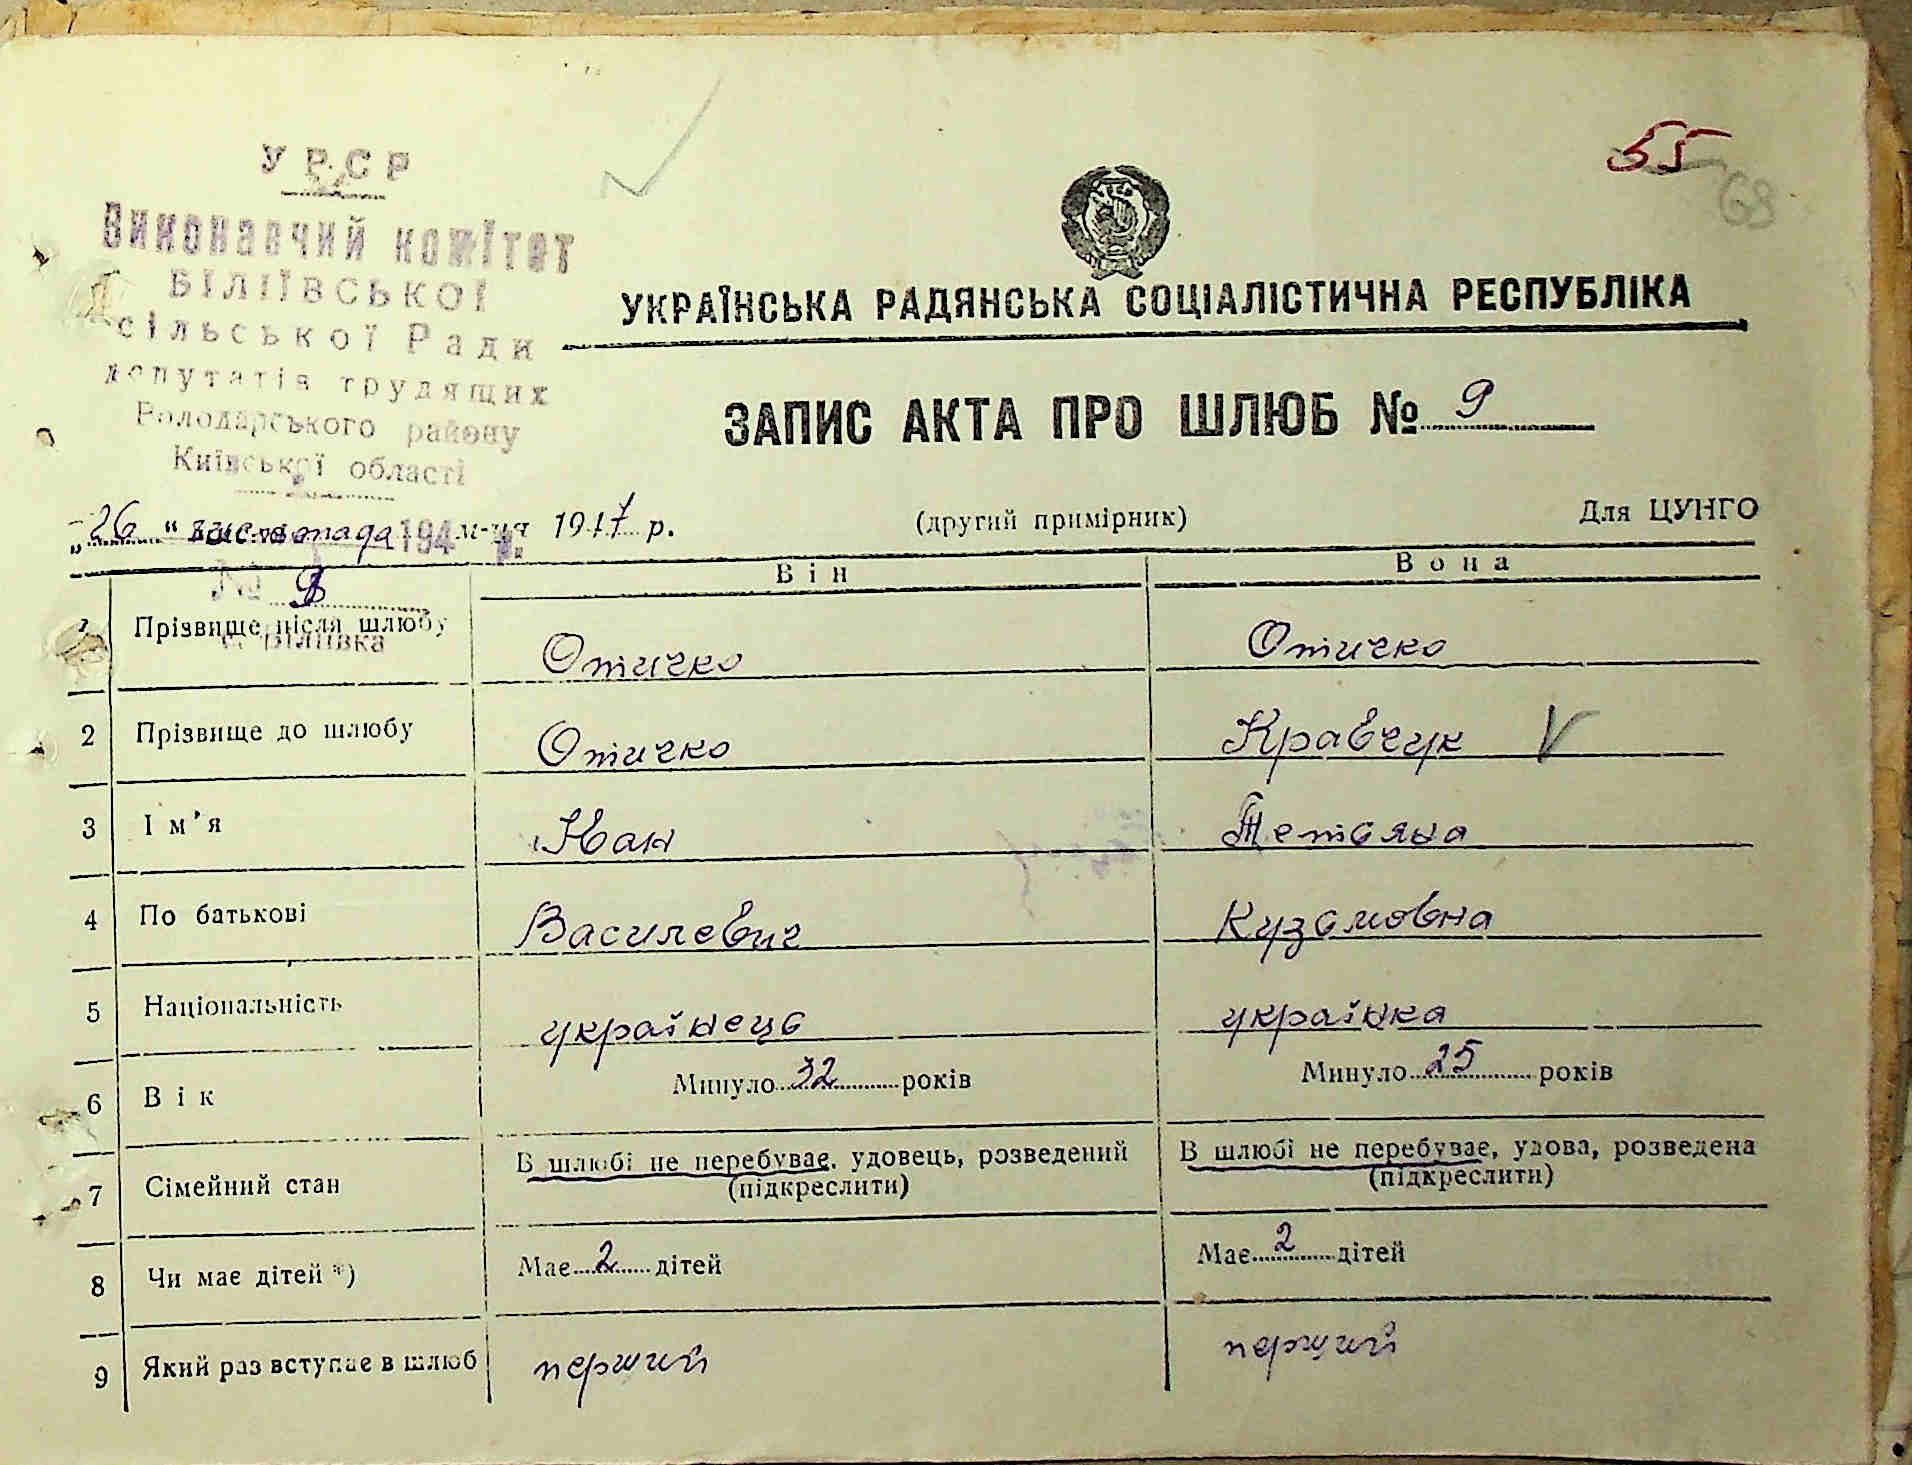 55
68
УРСР
Виконавчий комітет
БІЛІЇВСЬКОЇ
сільської Ради
депутатів трудящих
Володарського району
Київської області
УКРАЇНСЬКА РАДЯНСЬКА СОЦІАЛІСТИЧНА РЕСПУБЛІКА
ЗАПИС АКТА ПРО ШЛЮБ № 9
„26“ листопада 194 м-ця 1947 р.
(другий примірник)
Для ЦУНГО
№ 9
с. Біліївка
Він Вона
1 Прізвище після шлюбу Отичко Отичко
2 Прізвище до шлюбу Отичко Кравчук V
3 Ім'я Іван Тетяна
4 По батькові Василевич Кузьмовна
5 Національність українець українка
6 Вік Минуло 32 років Минуло 25 років
7 Сімейний стан В шлюбі не перебуває, удовець, розведений В шлюбі не перебуває, удова, розведена
(підкреслити) (підкреслити)
8 Чи має дітей *) Має 2 дітей Має 2 дітей
9 Який раз вступає в шлюб перший перший